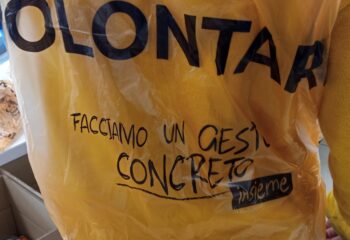 OLONTAR
FACCIAMO UN GEST
CONCRETO
insieme